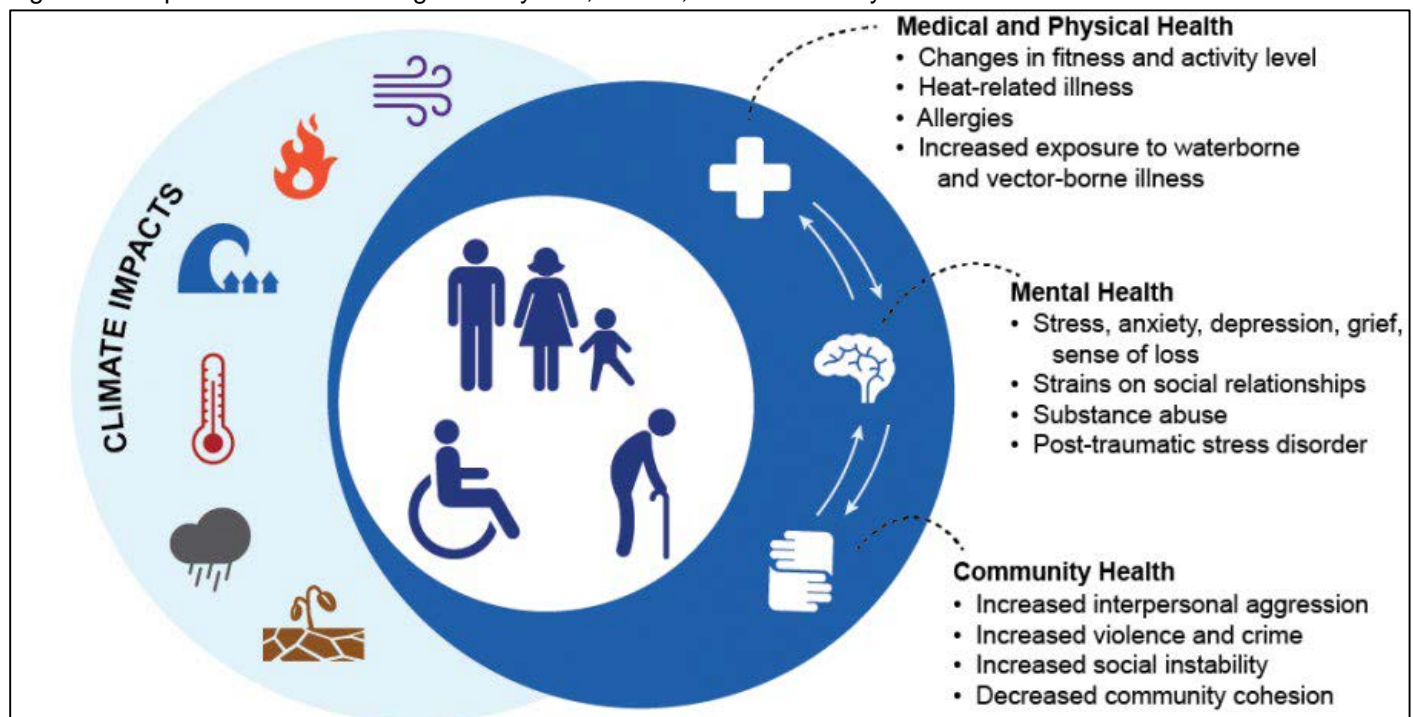 CLIMATE IMPACTS
Medical and Physical Health
• Changes in fitness and activity level
• Heat-related illness
• Allergies
• Increased exposure to waterborne
and vector-borne illness
Mental Health
• Stress, anxiety, depression, grief,
sense of loss
• Strains on social relationships
• Substance abuse
• Post-traumatic stress disorder
Community Health
• Increased interpersonal aggression
• Increased violence and crime
• Increased social instability
• Decreased community cohesion